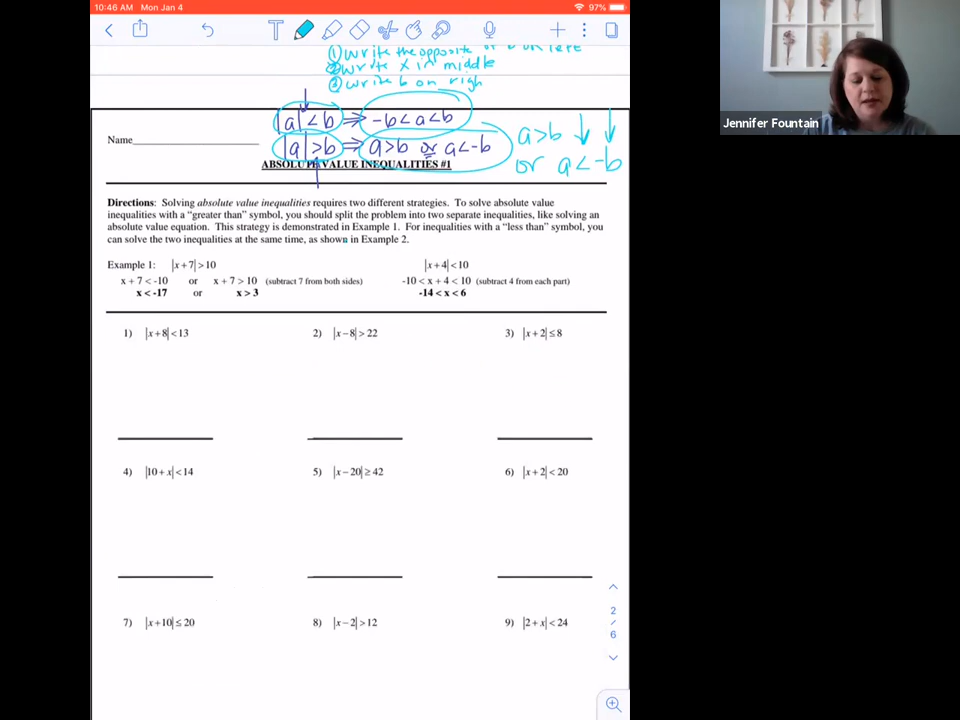 10:46 AM Mon Jan 4
97%
① Write the opposite of b on left
② Write X in middle
③ Write b on right
|a| < b ⇒ -b < a < b
|a| > b ⇒ a > b or a < -b
a > b
or a < -b
Jennifer Fountain
Name
ABSOLUTE VALUE INEQUALITIES #1
Directions: Solving absolute value inequalities requires two different strategies. To solve absolute value
inequalities with a "greater than" symbol, you should split the problem into two separate inequalities, like solving an
absolute value equation. This strategy is demonstrated in Example 1. For inequalities with a "less than" symbol, you
can solve the two inequalities at the same time, as shown in Example 2.
Example 1: |x+7| > 10 |x+4| < 10
x + 7 < -10 or x + 7 > 10 (subtract 7 from both sides) -10 < x + 4 < 10 (subtract 4 from each part)
x < -17 or x > 3 -14 < x < 6
1) |x+8| < 13 2) |x−8| > 22 3) |x+2| ≤ 8
4) |10+x| < 14 5) |x−20| ≥ 42 6) |x+2| < 20
7) |x+10| ≤ 20 8) |x−2| > 12 9) |2+x| < 24
2
/
6